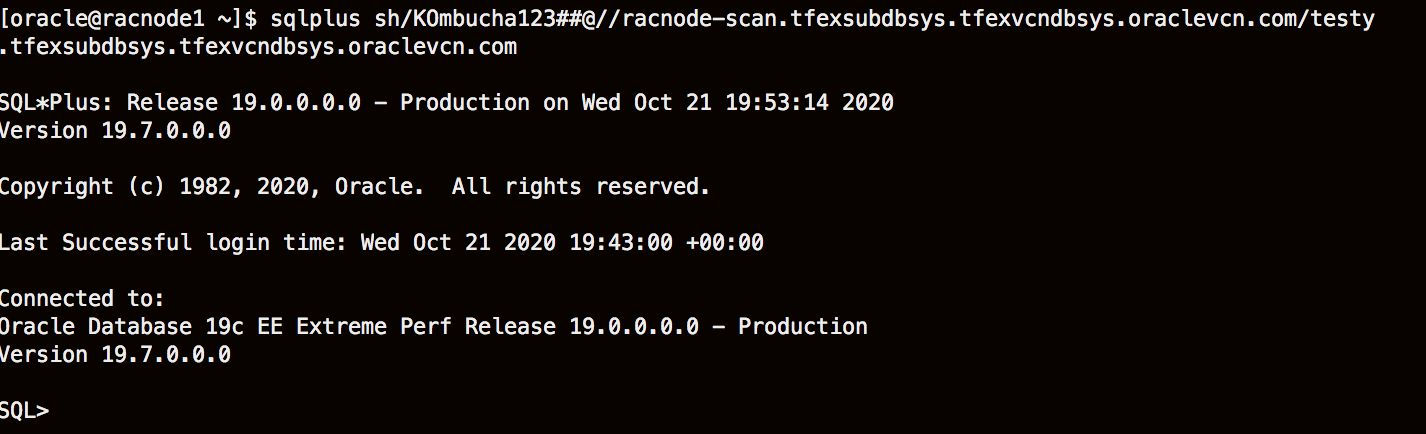 [oracle@racnode1 ~]$ sqlplus sh/KOmbucha123##@//racnode-scan.tfexsubdbsys.tfexvcndbsys.oraclevcn.com/testy
.tfexsubdbsys.tfexvcndbsys.oraclevcn.com
SQL*Plus: Release 19.0.0.0.0 - Production on Wed Oct 21 19:53:14 2020
Version 19.7.0.0.0
Copyright (c) 1982, 2020, Oracle.  All rights reserved.
Last Successful login time: Wed Oct 21 2020 19:43:00 +00:00
Connected to:
Oracle Database 19c EE Extreme Perf Release 19.0.0.0.0 - Production
Version 19.7.0.0.0
SQL>